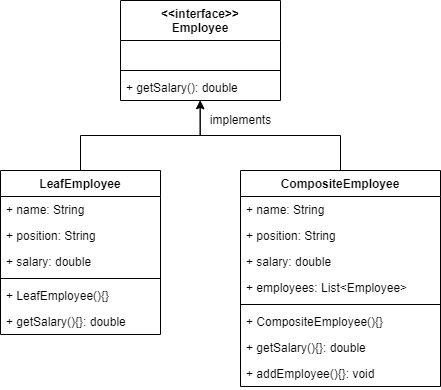 <<interface>>
Employee
+ getSalary(): double
implements
LeafEmployee
+ name: String
+ position: String
+ salary: double
+ LeafEmployee(){}
+ getSalary(){}: double
CompositeEmployee
+ name: String
+ position: String
+ salary: double
+ employees: List<Employee>
+ CompositeEmployee(){}
+ getSalary(){}: double
+ addEmployee(){}: void